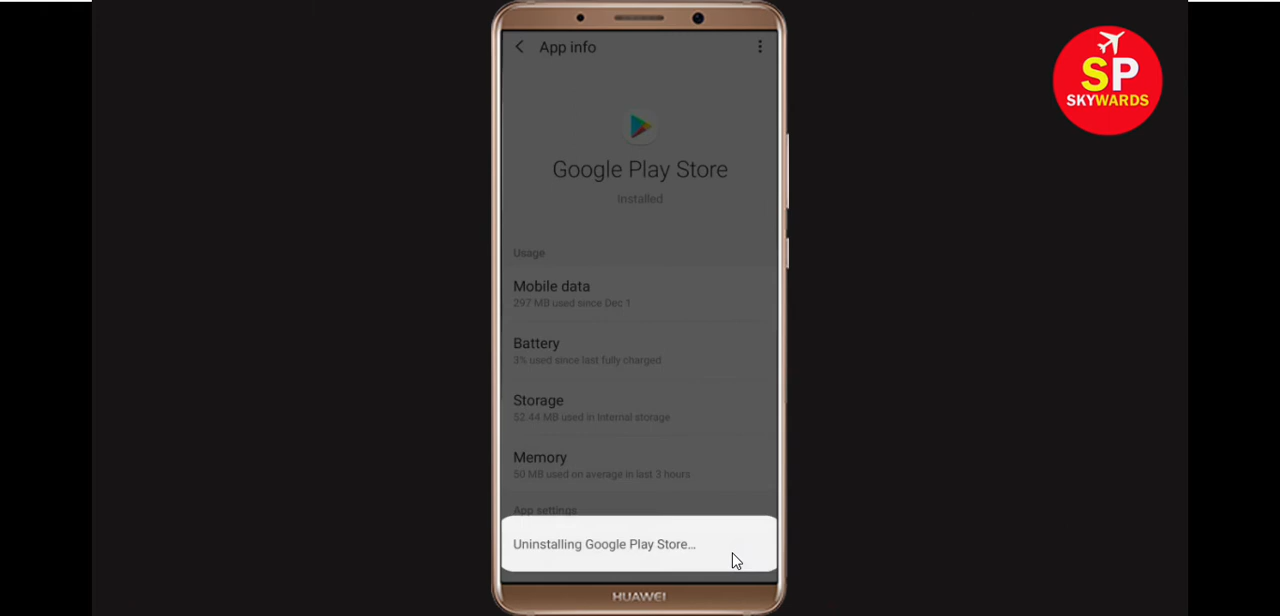 App info
SP
SKYWARDS
Google Play Store
Installed
Usage
Mobile data
297 MB used since Dec 1
Battery
3% used since last fully charged
Storage
52.44 MB used in Internal storage
Memory
50 MB used on average in last 3 hours
App settings
Uninstalling Google Play Store...
HUAWEI